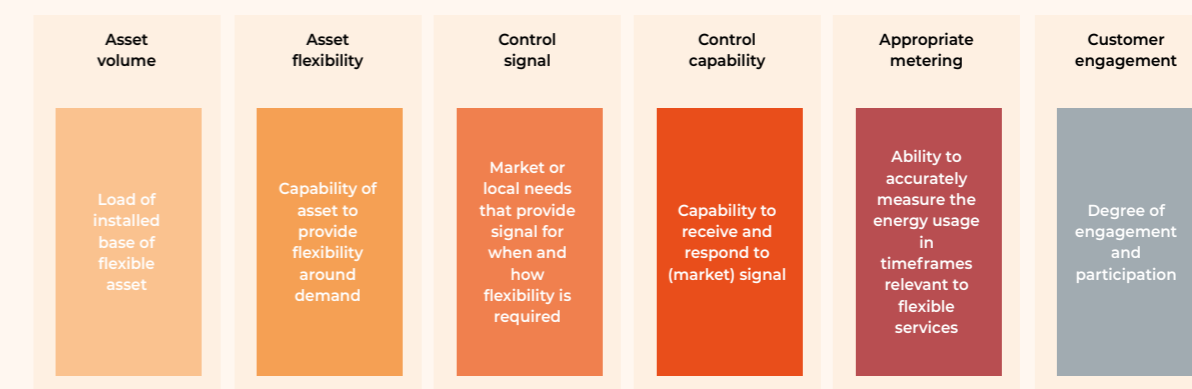 Asset
volume
Load of
installed
base of
flexible
asset
Asset
flexibility
Capability of
asset to
provide
flexibility
around
demand
Control
signal
Market or
local needs
that provide
signal for
when and
how
flexibility is
required
Control
capability
Capability to
receive and
respond to
(market) signal
Appropriate
metering
Ability to
accurately
measure the
energy usage
in
timeframes
relevant to
flexible
services
Customer
engagement
Degree of
engagement
and
participation